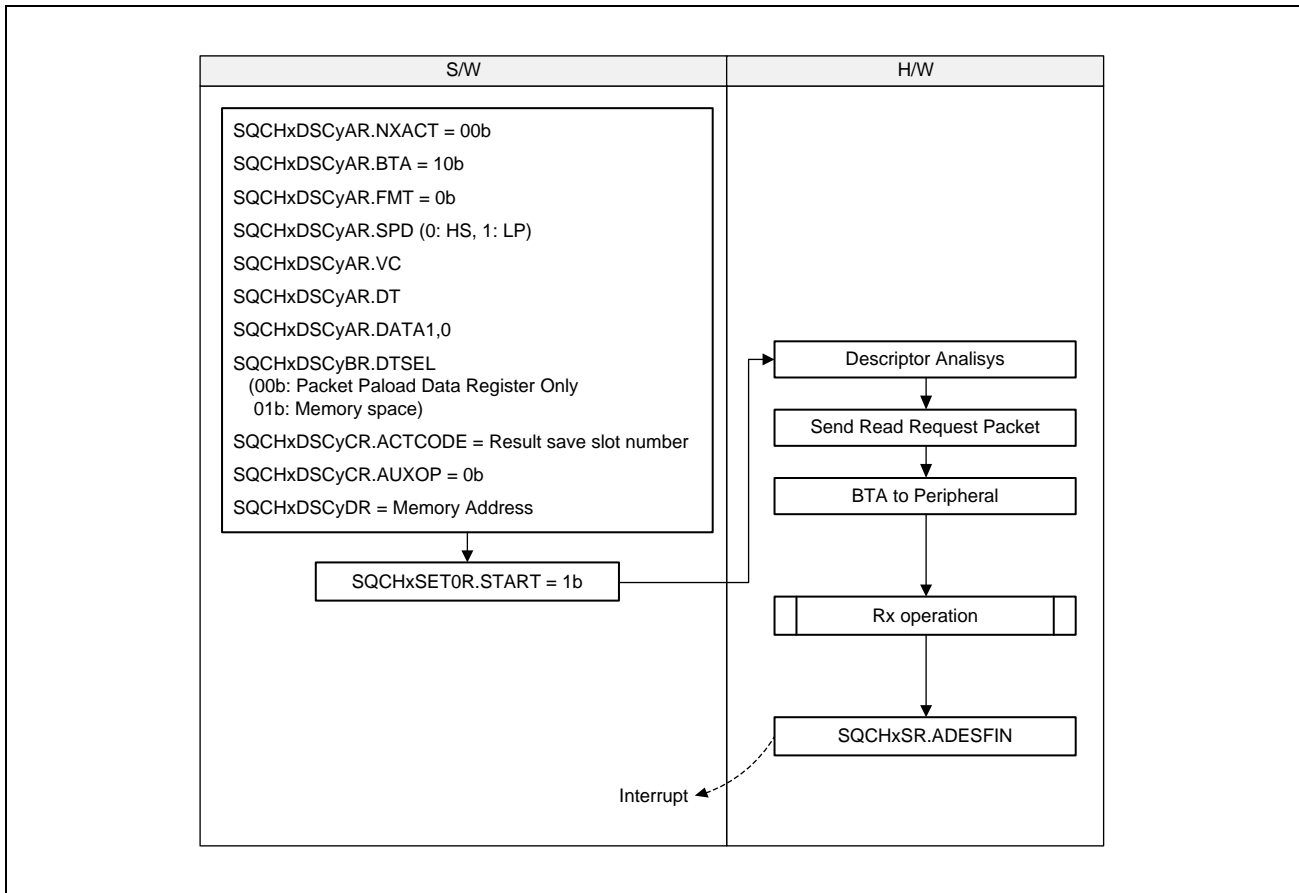 S/W
H/W
SQCHxDSCyAR.NXACT = 00b
SQCHxDSCyAR.BTA = 10b
SQCHxDSCyAR.FMT = 0b
SQCHxDSCyAR.SPD (0: HS, 1: LP)
SQCHxDSCyAR.VC
SQCHxDSCyAR.DT
SQCHxDSCyAR.DATA1,0
SQCHxDSCyBR.DTSEL
(00b: Packet Paload Data Register Only
01b: Memory space)
SQCHxDSCyCR.ACTCODE = Result save slot number
SQCHxDSCyCR.AUXOP = 0b
SQCHxDSCyDR = Memory Address
SQCHxSET0R.START = 1b
Descriptor Analisys
Send Read Request Packet
BTA to Peripheral
Rx operation
SQCHxSR.ADESFIN
Interrupt